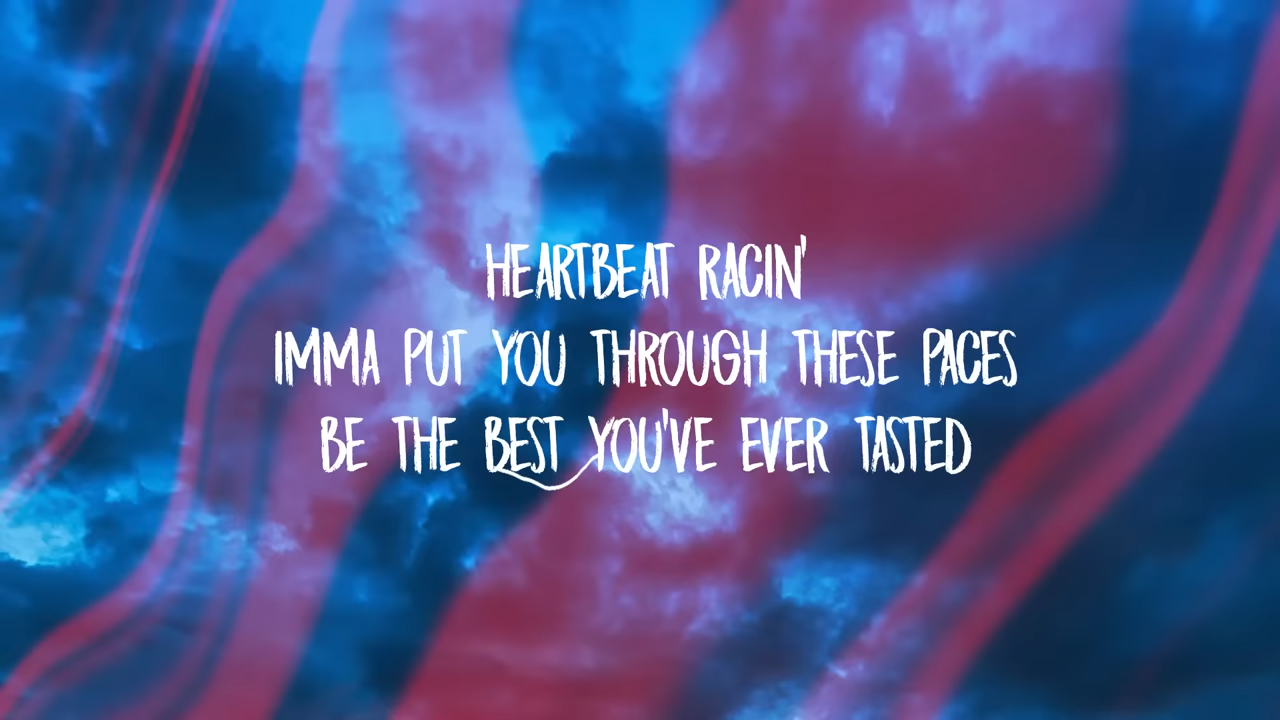 HEARTBEAT RACIN'
IMMA PUT YOU THROUGH THESE PACES
BE THE BEST YOU'VE EVER TASTED